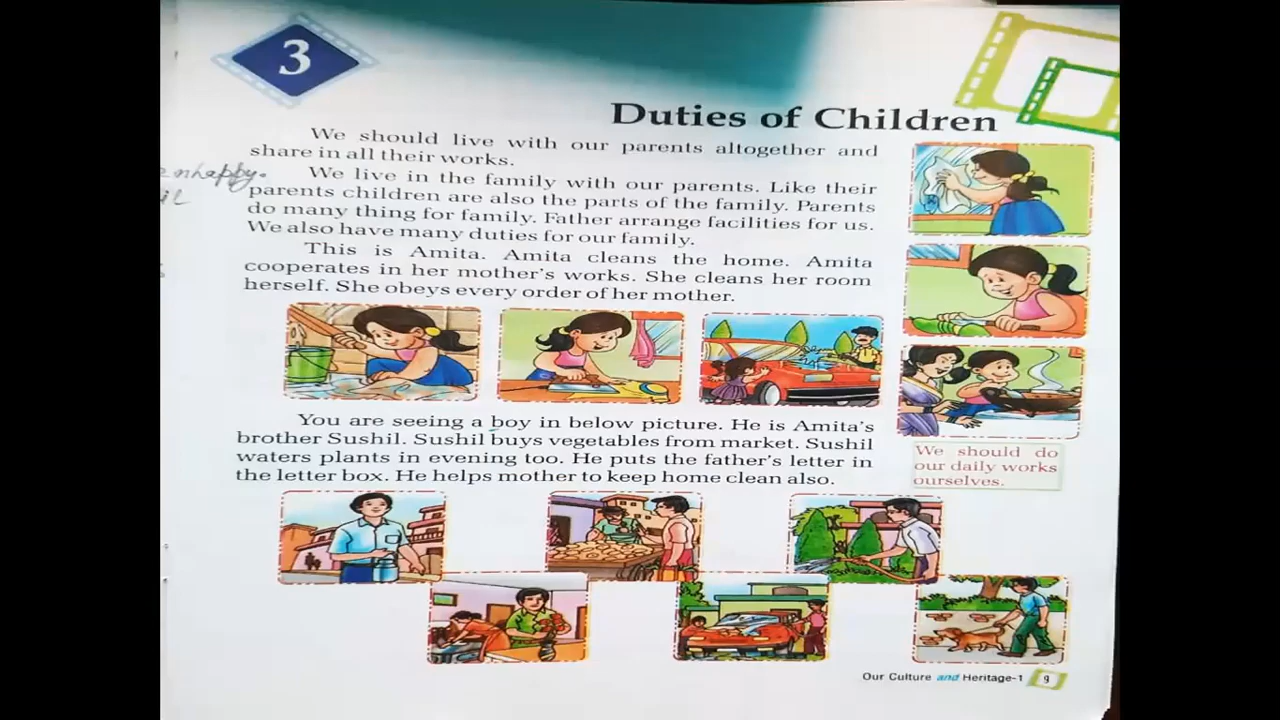 3
Duties of Children
We should live with our parents altogether and
share in all their works.
We live in the family with our parents. Like their
parents children are also the parts of the family. Parents
do many thing for family. Father arrange facilities for us.
We also have many duties for our family.
This is Amita. Amita cleans the home. Amita
cooperates in her mother's works. She cleans her room
herself. She obeys every order of her mother.
You are seeing a boy in below picture. He is Amita's
brother Sushil. Sushil buys vegetables from market. Sushil
waters plants in evening too. He puts the father's letter in
the letter box. He helps mother to keep home clean also.
We should do
our daily works
ourselves.
Our Culture and Heritage-1 9